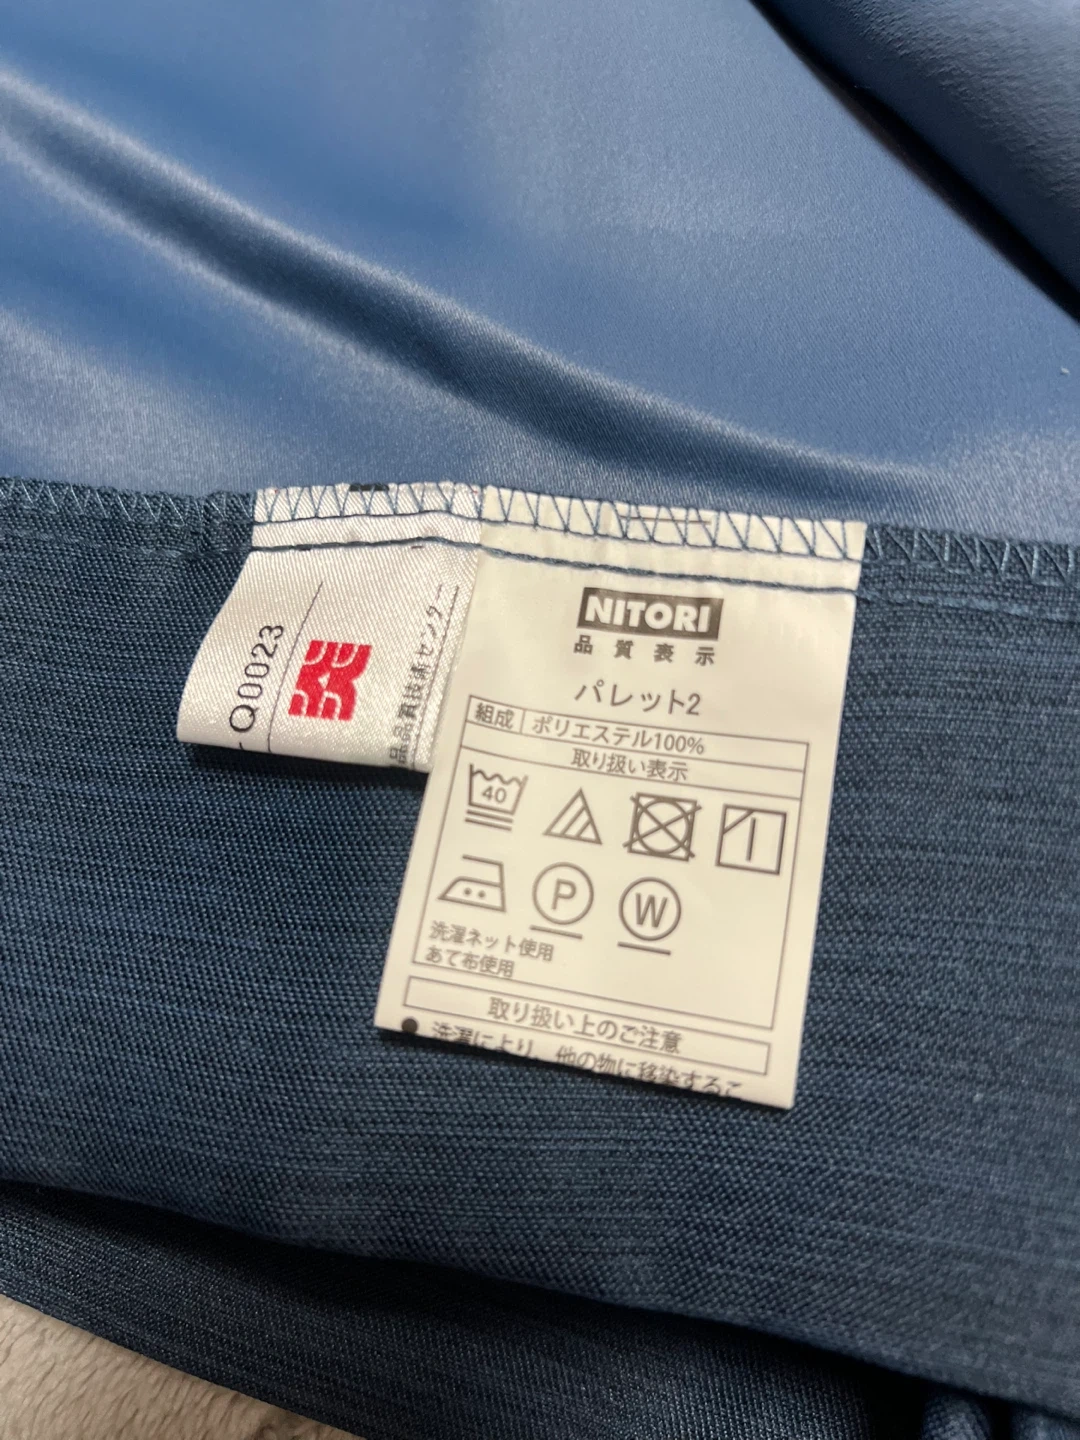 Q0023
品質技術センター
NITORI
品質表示
パレット2
組成 ポリエステル100%
取り扱い表示
40
P W
洗濯ネット使用
あて布使用
取り扱い上のご注意
● 洗濯により、他の物に移染するこ